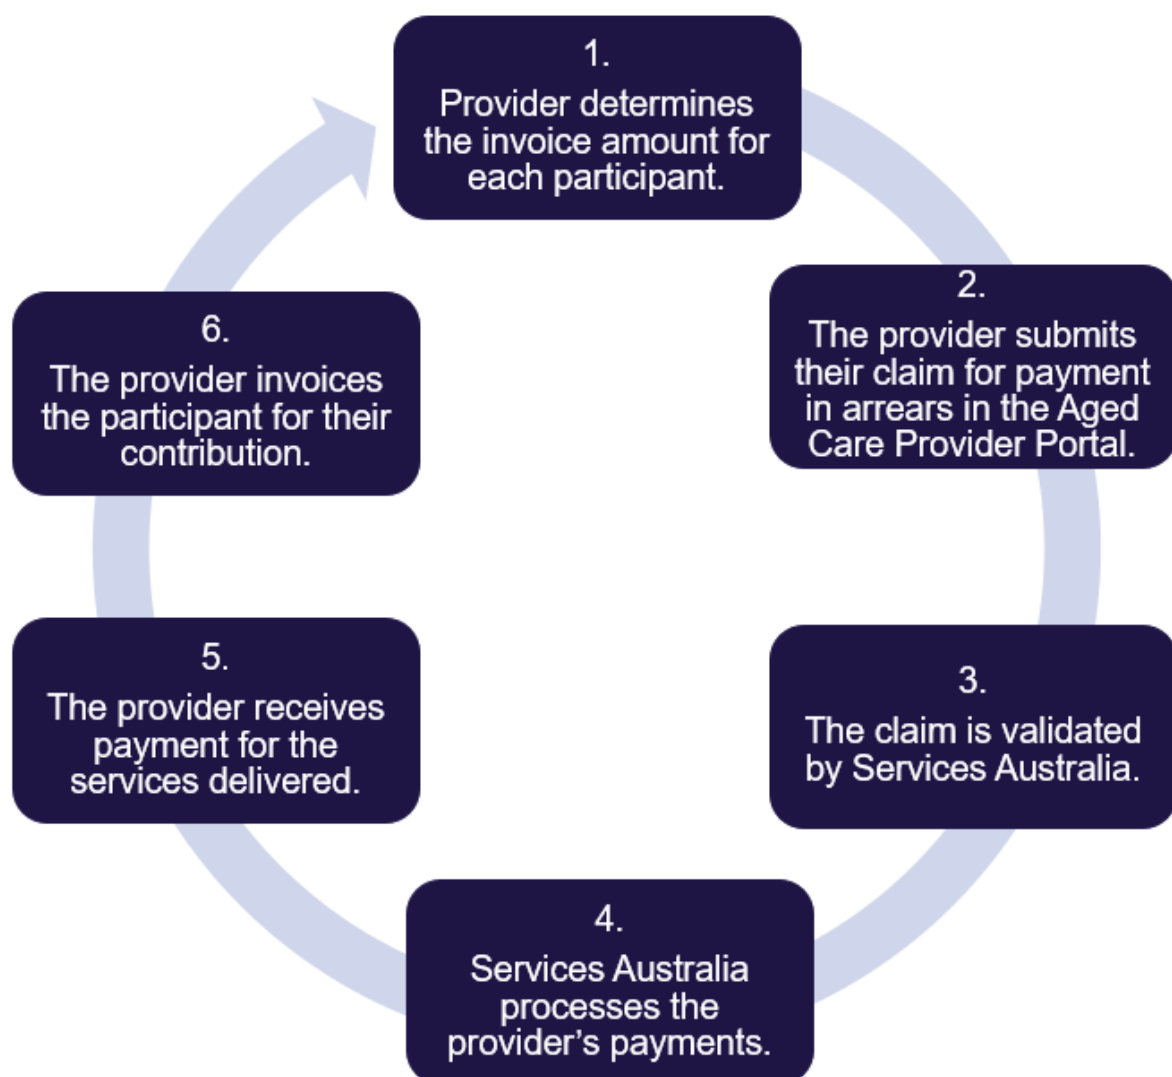 1.
Provider determines
the invoice amount for
each participant.
2.
The provider submits
their claim for payment
in arrears in the Aged
Care Provider Portal.
3.
The claim is validated
by Services Australia.
4.
Services Australia
processes the
provider’s payments.
5.
The provider receives
payment for the
services delivered.
6.
The provider invoices
the participant for their
contribution.